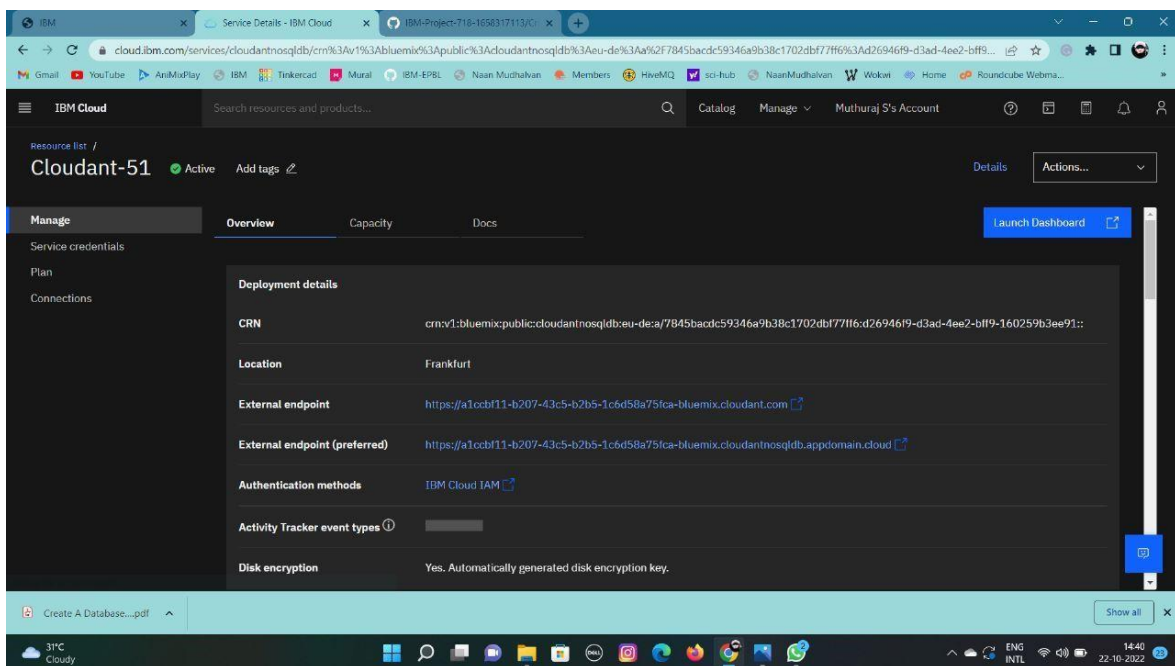 IBM
Service Details - IBM Cloud
IBM-Project-718-1658317113/Cr
cloud.ibm.com/services/cloudantnosqldb/crn%3Av1%3Abluemix%3Apublic%3Acloudantnosqldb%3Aeu-de%3Aa%2F7845bacdc59346a9b38c1702dbf77ff6%3Ad26946f9-d3ad-4ee2-bff9...
Gmail YouTube AniMixPlay IBM Tinkercad Mural IBM-EPBL Naan Mudhalvan Members HiveMQ sci-hub NaanMudhalvan Wokwi Home Roundcube Webma...
IBM Cloud Search resources and products... Catalog Manage Muthuraj S's Account
Resource list /
Cloudant-51 Active Add tags Details Actions...
Manage
Service credentials
Plan
Connections
Overview Capacity Docs Launch Dashboard
Deployment details
CRN crn:v1:bluemix:public:cloudantnosqldb:eu-de:a/7845bacdc59346a9b38c1702dbf77ff6:d26946f9-d3ad-4ee2-bff9-160259b3ee91::
Location Frankfurt
External endpoint https://a1ccbf11-b207-43c5-b2b5-1c6d58a75fca-bluemix.cloudant.com
External endpoint (preferred) https://a1ccbf11-b207-43c5-b2b5-1c6d58a75fca-bluemix.cloudantnosqldb.appdomain.cloud
Authentication methods IBM Cloud IAM
Activity Tracker event types
Disk encryption Yes. Automatically generated disk encryption key.
Create A Database....pdf Show all
31°C
Cloudy
ENG
INTL
14:40
22-10-2022
23